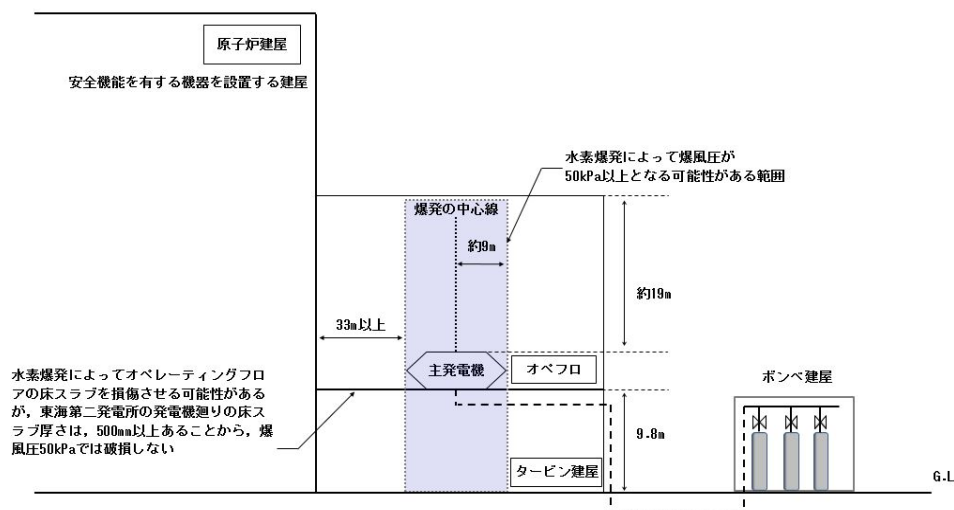 原子炉建屋
安全機能を有する機器を設置する建屋
水素爆発によって爆風圧が
50kPa以上となる可能性がある範囲
爆発の中心線
約9m
約19m
33m以上
主発電機
オペフロ
水素爆発によってオペレーティングフロ
アの床スラブを損傷させる可能性がある
が，東海第二発電所の発電機廻りの床ス
ラブ厚さは，500mm以上あることから，爆
風圧50kPaでは破損しない
ボンベ建屋
9.8m
タービン建屋
G.L